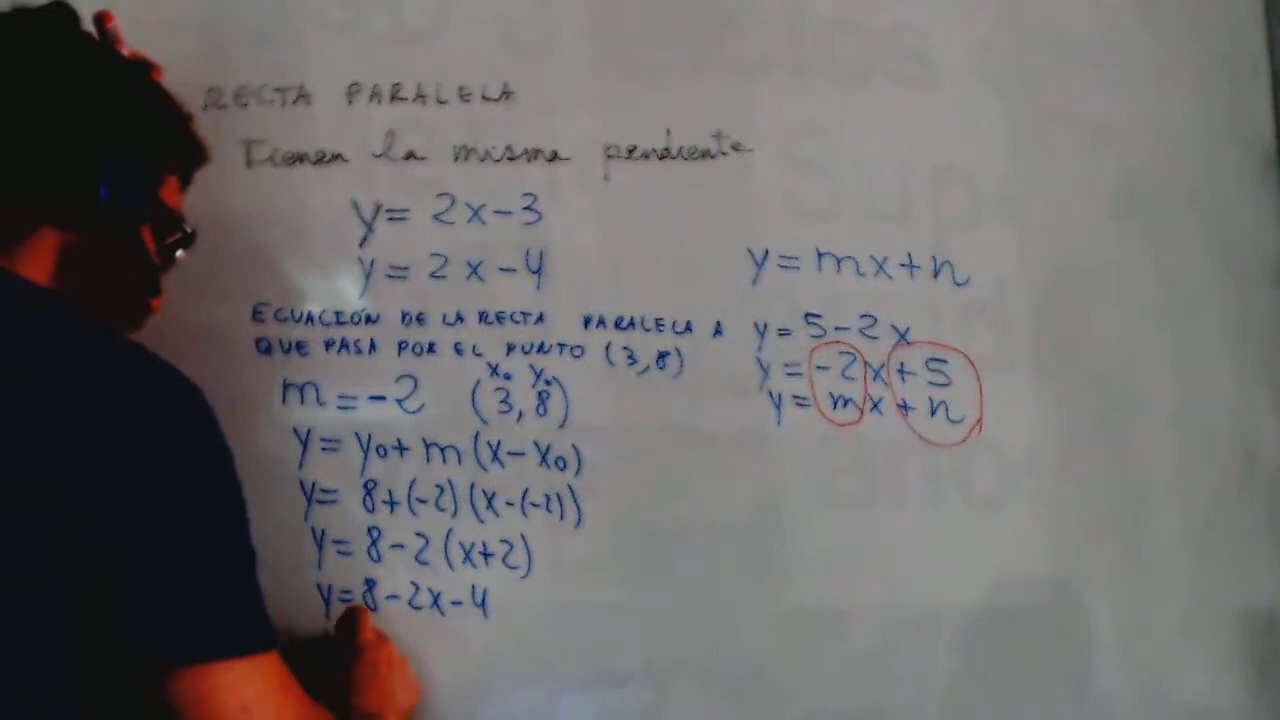 RECTA PARALELA
Tienen la misma pendiente
y = 2x-3
y = 2x-4
ECUACIÓN DE LA RECTA PARALELA A
QUE PASA POR EL PUNTO (3,8)
x₀ y₀
m = -2 (3,8)
y = y₀ + m(x-x₀)
y = 8+(-2)(x-(-2))
y = 8-2(x+2)
y = 8-2x-4
y = mx+n
y = 5-2x
y = -2x+5
y = mx+n